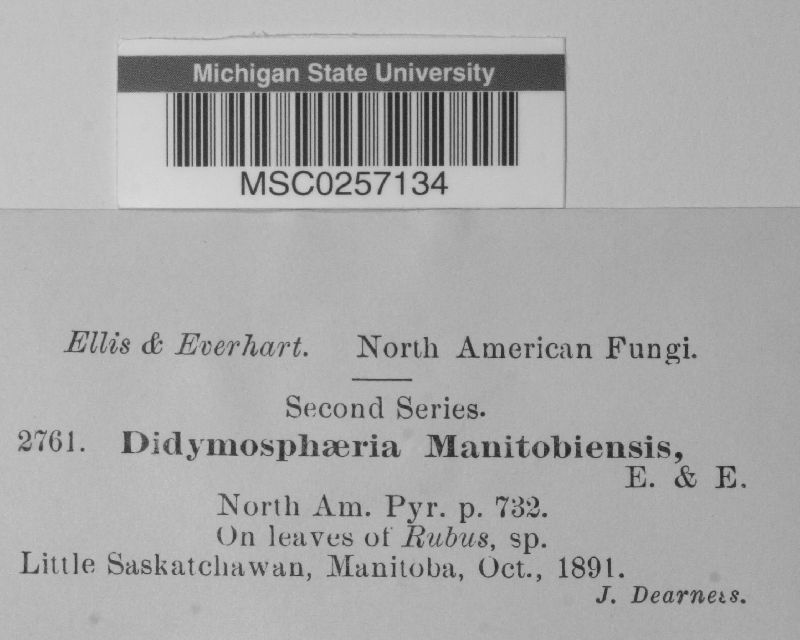 Michigan State University
MSC0257134
Ellis & Everhart. North American Fungi.
Second Series.
2761. Didymosphæria Manitobiensis,
E. & E.
North Am. Pyr. p. 732.
On leaves of Rubus, sp.
Little Saskatchawan, Manitoba, Oct., 1891.
J. Dearness.